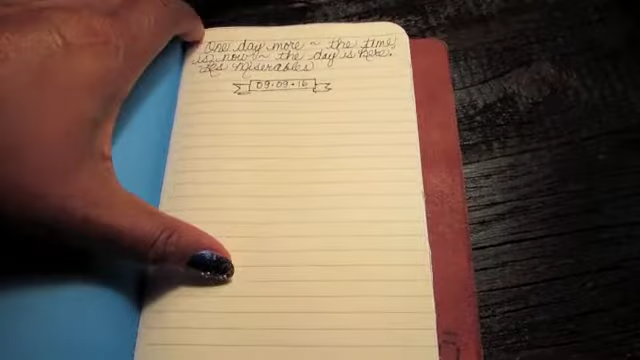 One day more ~ the time
is now ~ the day is here.
Les Miserables
09.09.16